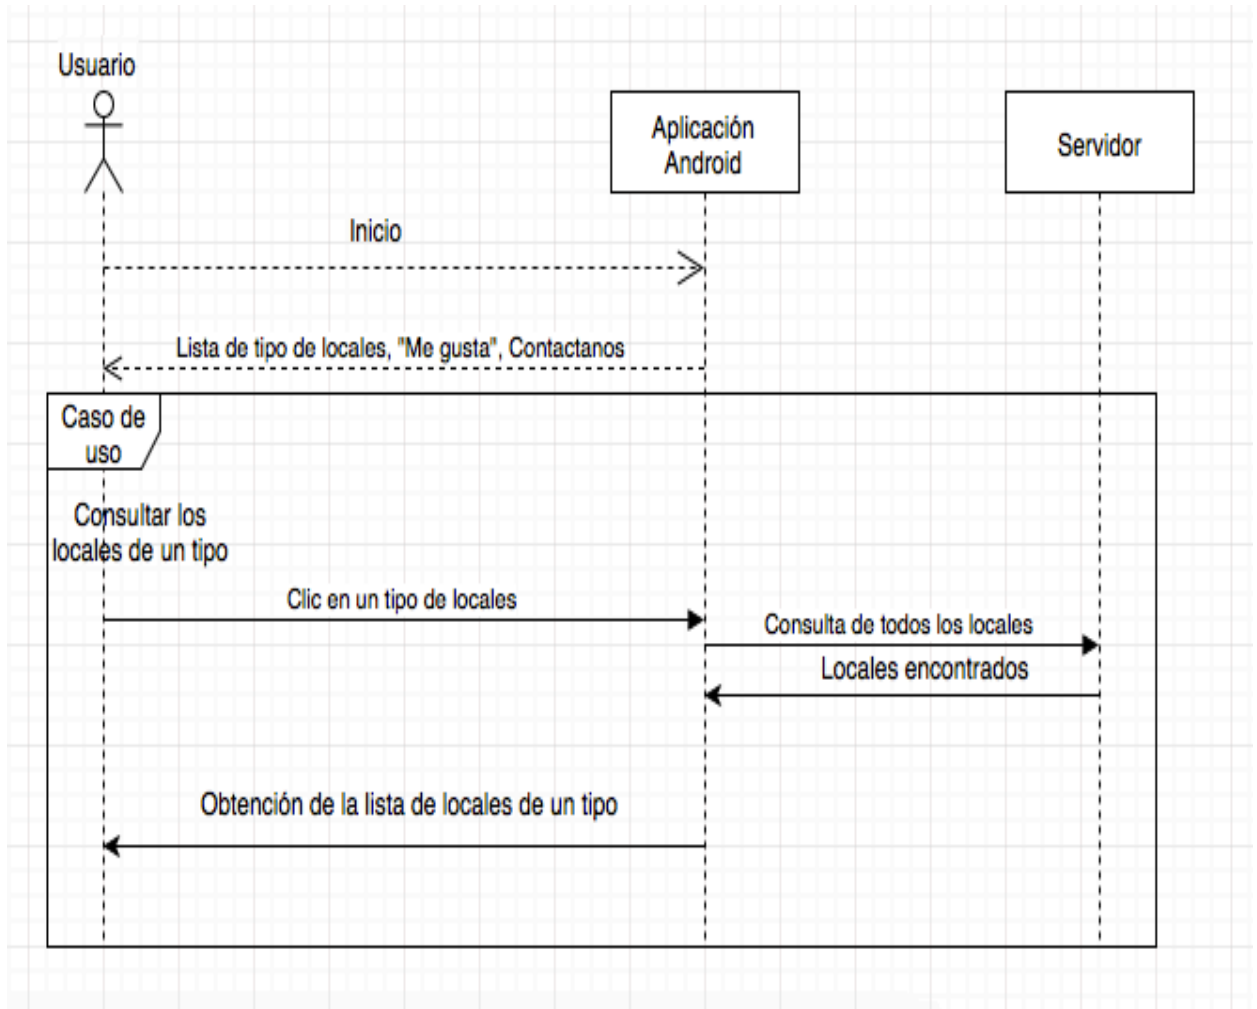 Usuario
Aplicación
Android
Servidor
Inicio
Lista de tipo de locales, "Me gusta", Contactanos
Caso de
uso
Consultar los
locales de un tipo
Clic en un tipo de locales
Consulta de todos los locales
Locales encontrados
Obtención de la lista de locales de un tipo